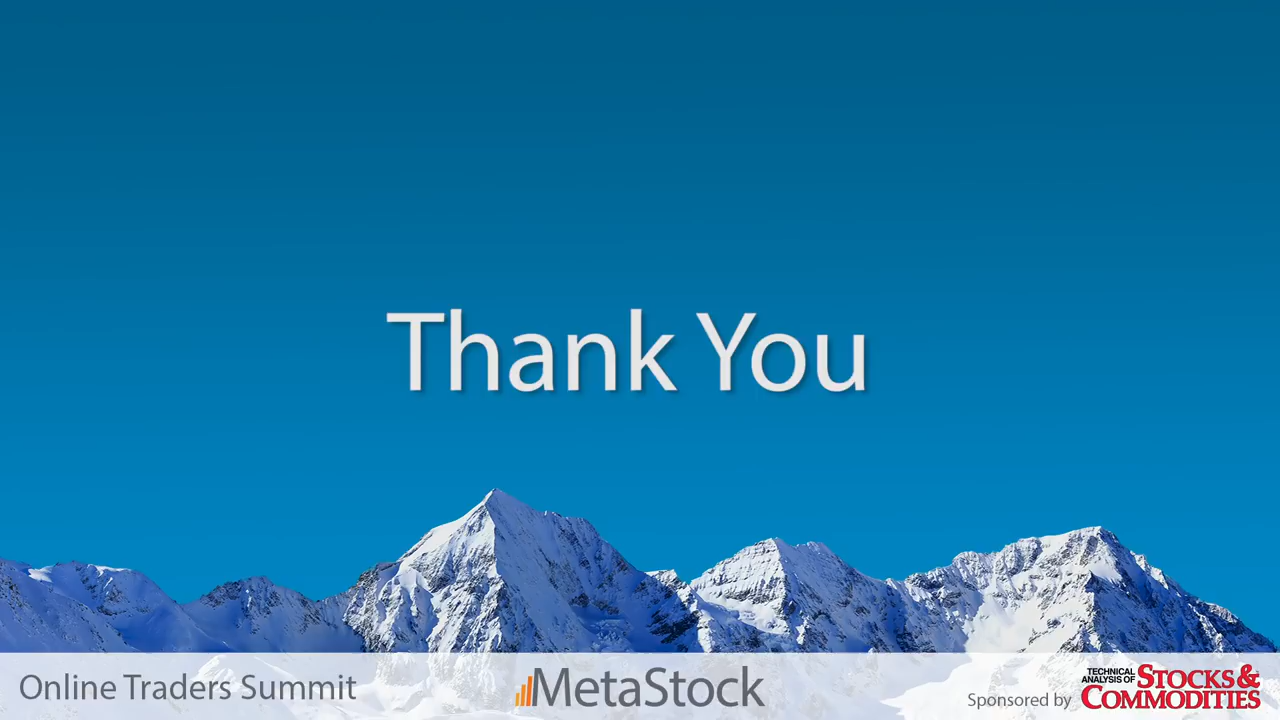 Thank You
Online Traders Summit
MetaStock
Sponsored by
TECHNICAL
ANALYSIS OF
STOCKS &
COMMODITIES